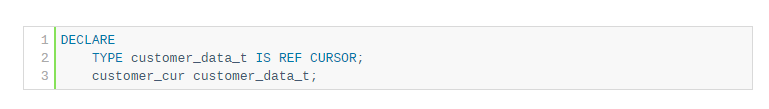 1 DECLARE
2     TYPE customer_data_t IS REF CURSOR;
3     customer_cur customer_data_t;